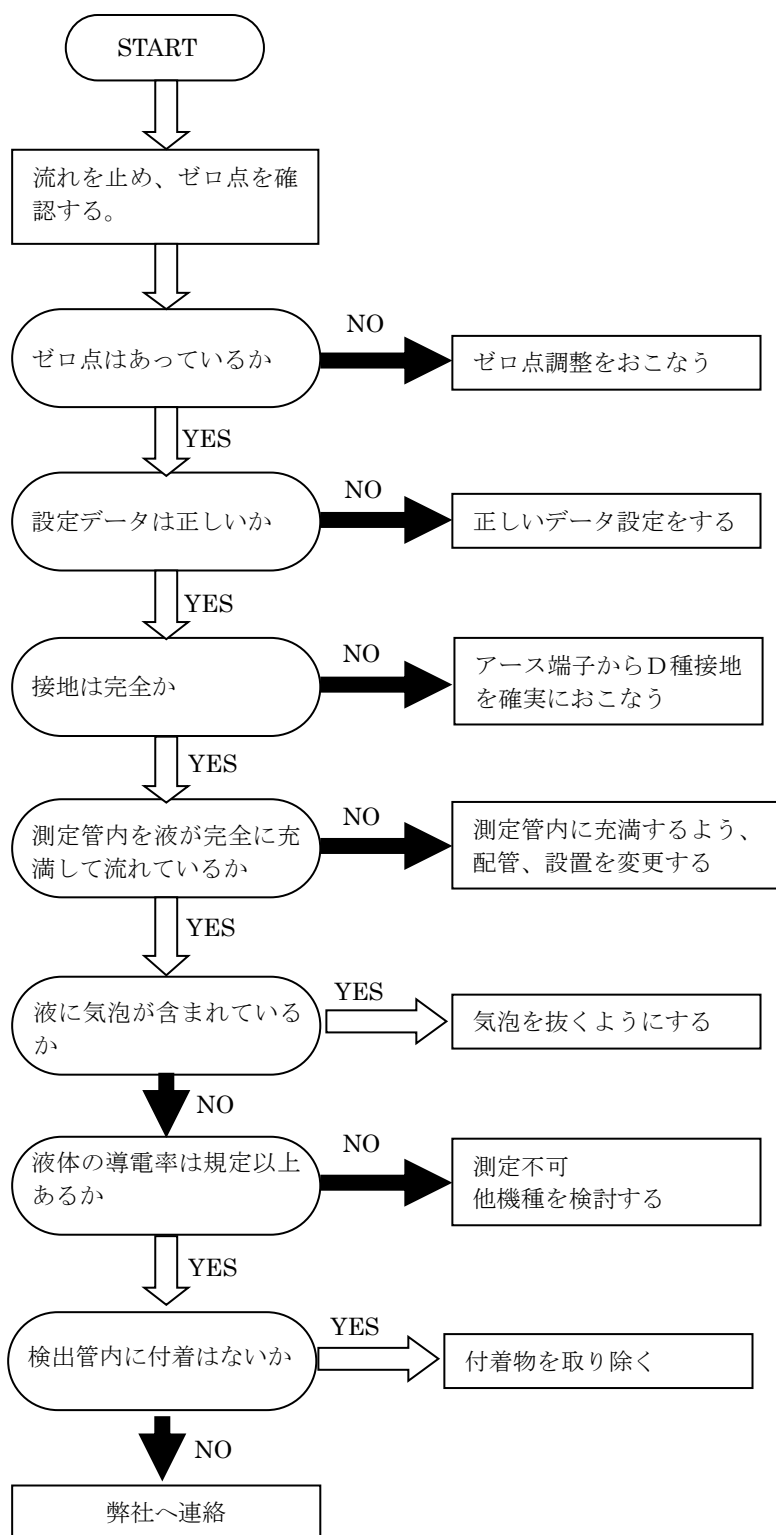 START
流れを止め、ゼロ点を確
認する。
NO
ゼロ点はあっているか
ゼロ点調整をおこなう
YES
NO
設定データは正しいか
正しいデータ設定をする
YES
NO
接地は完全か
アース端子からＤ種接地
を確実におこなう
YES
NO
測定管内を液が完全に充
満して流れているか
測定管内に充満するよう、
配管、設置を変更する
YES
YES
液に気泡が含まれている
か
気泡を抜くようにする
NO
NO
液体の導電率は規定以上
あるか
測定不可
他機種を検討する
YES
YES
検出管内に付着はないか
付着物を取り除く
NO
弊社へ連絡